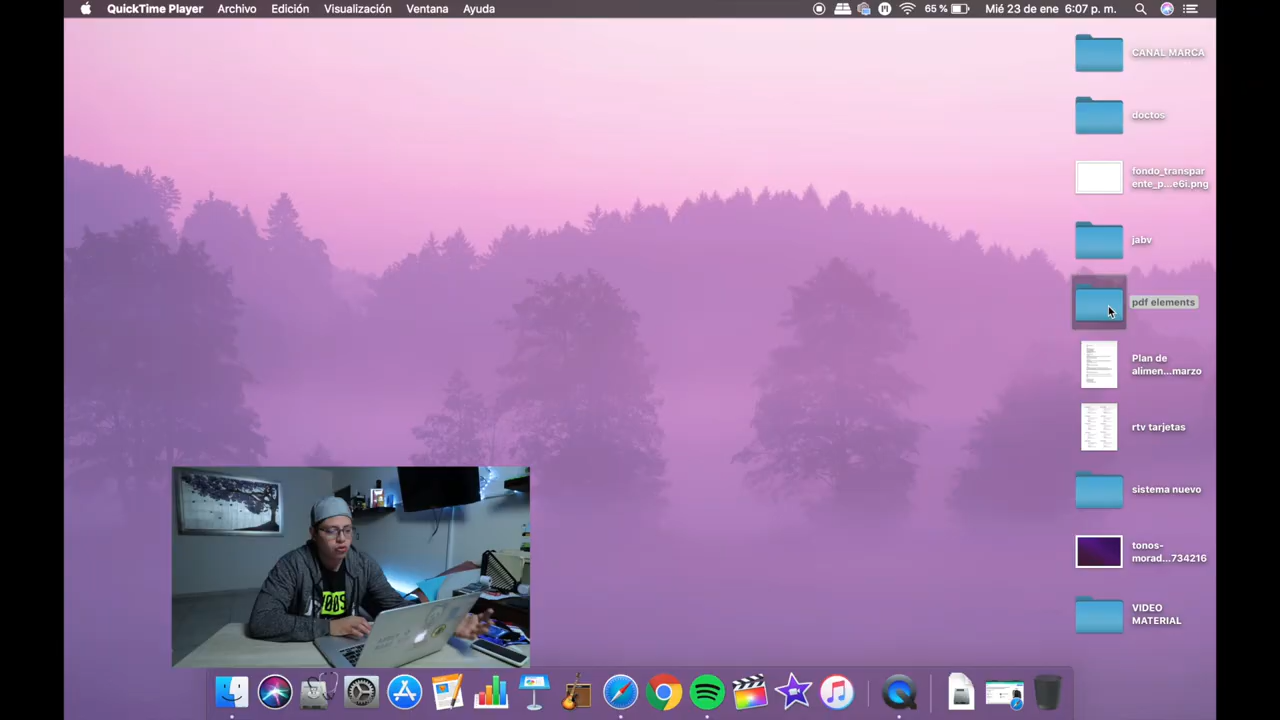 QuickTime Player Archivo Edición Visualización Ventana Ayuda 65 % Mié 23 de ene 6:07 p. m.
CANAL MARCA
doctos
fondo_transpar
ente_p...e6i.png
jabv
pdf elements
Plan de
alimen...marzo
rtv tarjetas
sistema nuevo
tonos-
morad...734216
VIDEO
MATERIAL